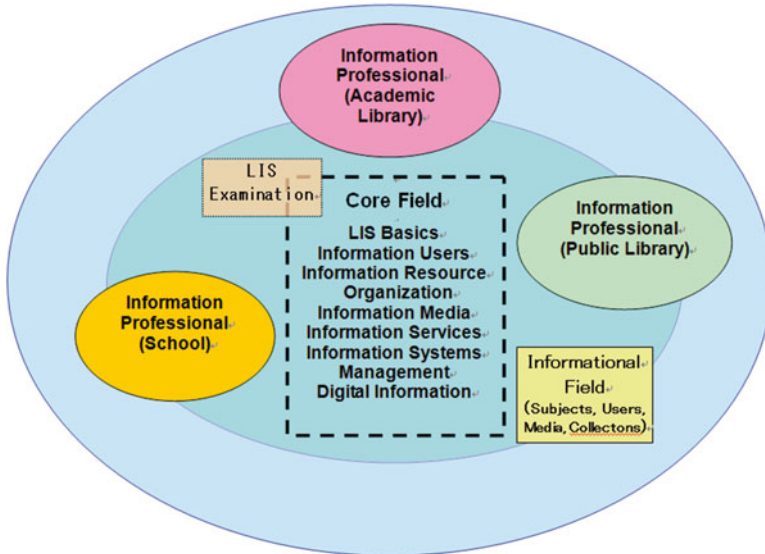 Information
Professional
(Academic
Library)
LIS
Examination
Core Field
LIS Basics
Information Users
Information Resource
Organization
Information Media
Information Services
Information Systems
Management
Digital Information
Information
Professional
(Public Library)
Information
Professional
(School)
Informational
Field
(Subjects, Users,
Media, Collectons)